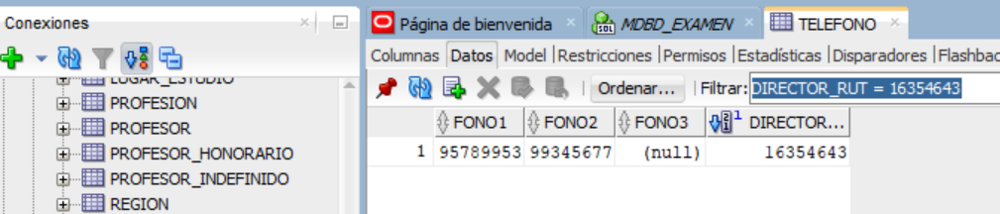 Conexiones
LUGAR_ESTUDIO
PROFESION
PROFESOR
PROFESOR_HONORARIO
PROFESOR_INDEFINIDO
REGION
Página de bienvenida MDBD_EXAMEN TELEFONO
Columnas Datos Model Restricciones Permisos Estadísticas Disparadores Flashbac
Ordenar... Filtrar: DIRECTOR_RUT = 16354643
FONO1 FONO2 FONO3 1 DIRECTOR...
1 95789953 99345677 (null) 16354643